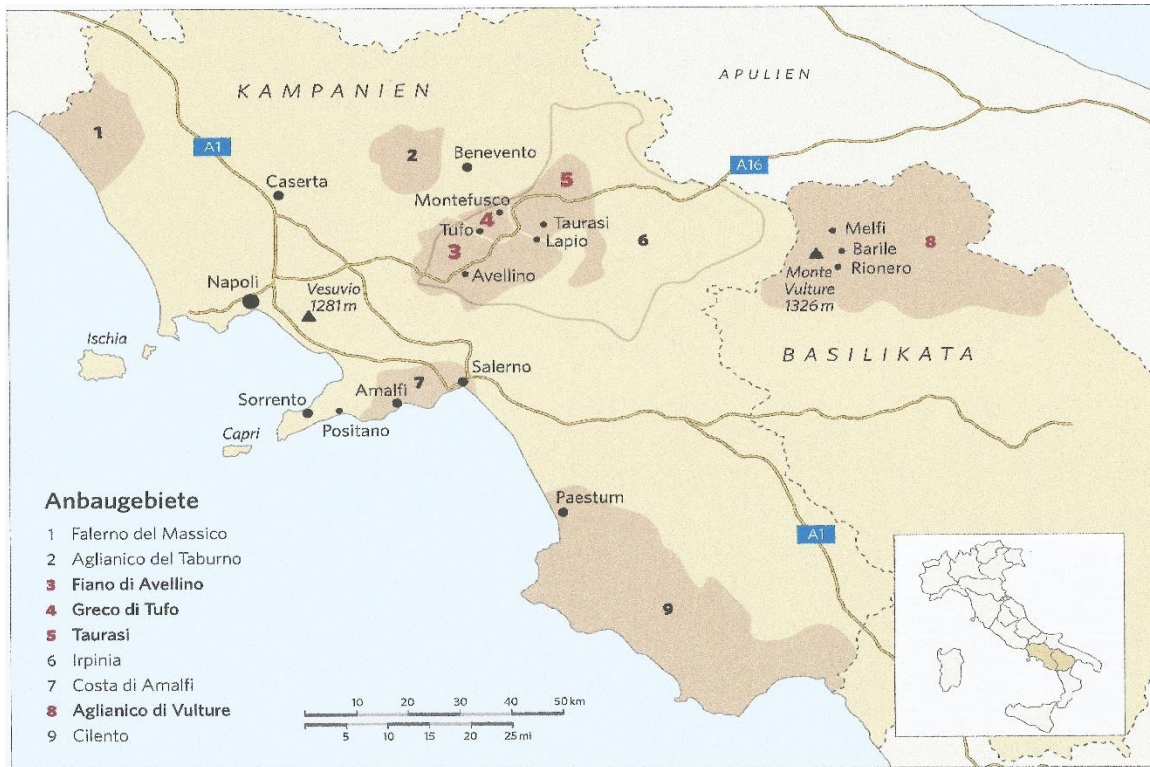 KAMPANIEN
APULIEN
1
A1
2
Benevento
A16
5
Caserta
Montefusco
4
Taurasi
Tufo
Lapio
6
3
Avellino
Melfi
8
Barile
Rionero
Monte
Vulture
1326 m
Napoli
Vesuvio
1281 m
Ischia
BASILIKATA
7
Salerno
Amalfi
Sorrento
Positano
Capri
Paestum
A1
9
Anbaugebiete
1 Falerno del Massico
2 Aglianico del Taburno
3 Fiano di Avellino
4 Greco di Tufo
5 Taurasi
6 Irpinia
7 Costa di Amalfi
8 Aglianico di Vulture
9 Cilento
10 20 30 40 50 km
5 10 15 20 25 mi